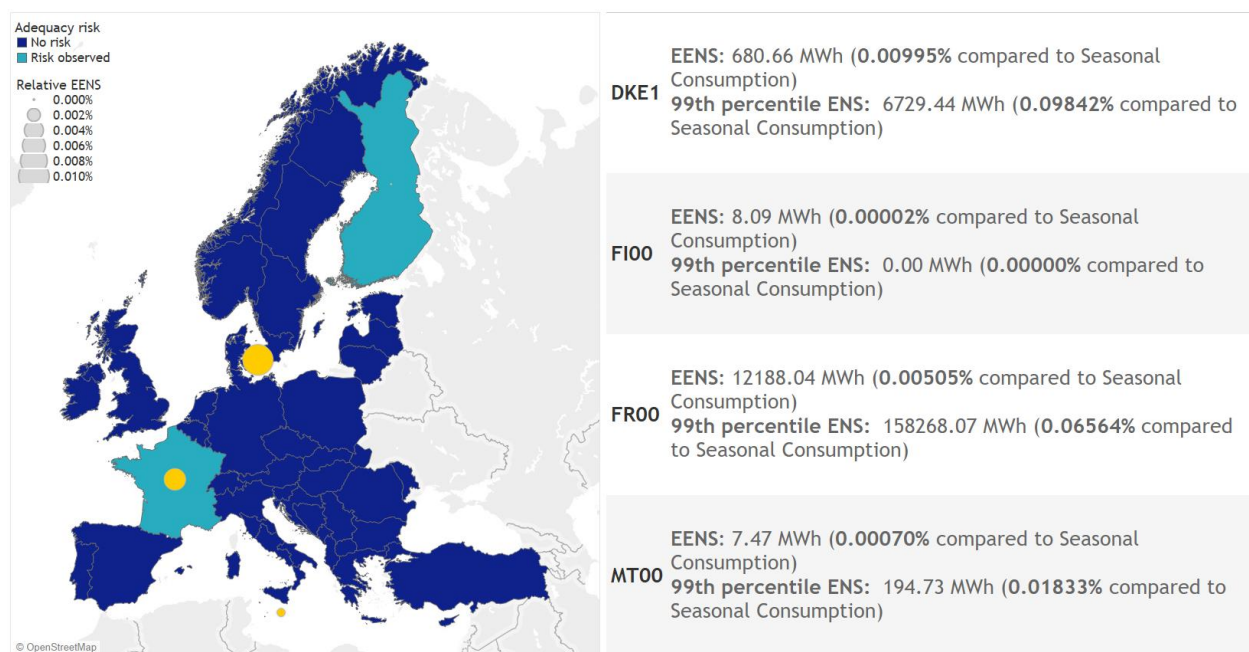 Adequacy risk
No risk
Risk observed
Relative EENS
0.000%
0.002%
0.004%
0.006%
0.008%
0.010%
© OpenStreetMap
DKE1
EENS: 680.66 MWh (0.00995% compared to Seasonal
Consumption)
99th percentile ENS: 6729.44 MWh (0.09842% compared to
Seasonal Consumption)
FI00
EENS: 8.09 MWh (0.00002% compared to Seasonal
Consumption)
99th percentile ENS: 0.00 MWh (0.00000% compared to
Seasonal Consumption)
FR00
EENS: 12188.04 MWh (0.00505% compared to Seasonal
Consumption)
99th percentile ENS: 158268.07 MWh (0.06564% compared
to Seasonal Consumption)
MT00
EENS: 7.47 MWh (0.00070% compared to Seasonal
Consumption)
99th percentile ENS: 194.73 MWh (0.01833% compared to
Seasonal Consumption)